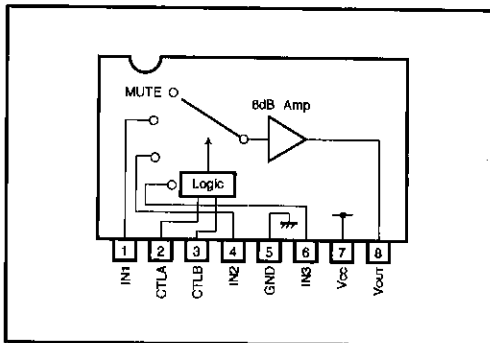 MUTE
6dB Amp
Logic
1 2 3 4 5 6 7 8
IN1 CTLA CTLB IN2 GND IN3 Vcc VOUT